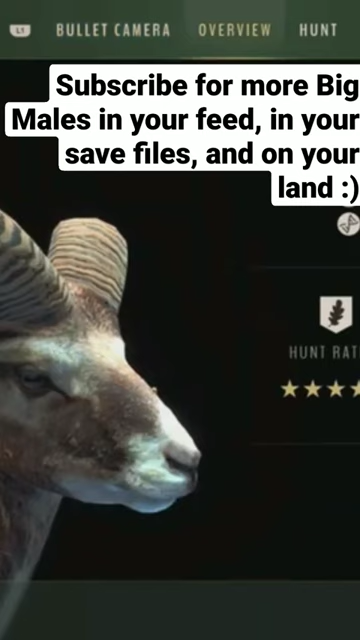 L1 BULLET CAMERA OVERVIEW HUNT
Subscribe for more Big
Males in your feed, in your
save files, and on your
land :)
HUNT RAT